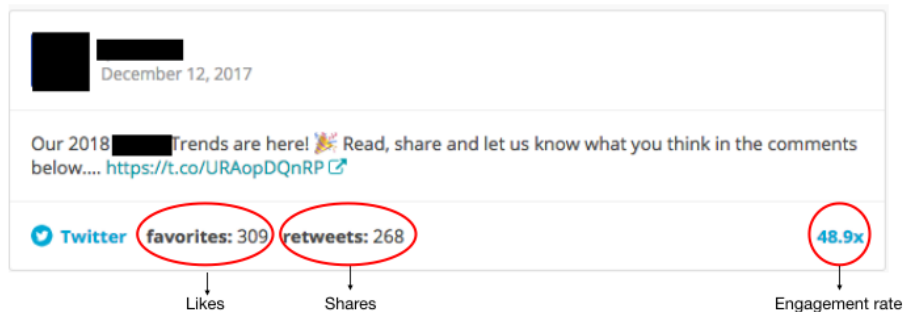 December 12, 2017
Our 2018 Trends are here! 🎉 Read, share and let us know what you think in the comments
below.... https://t.co/URAopDQnRP
Twitter favorites: 309 retweets: 268 48.9x
Likes Shares Engagement rate